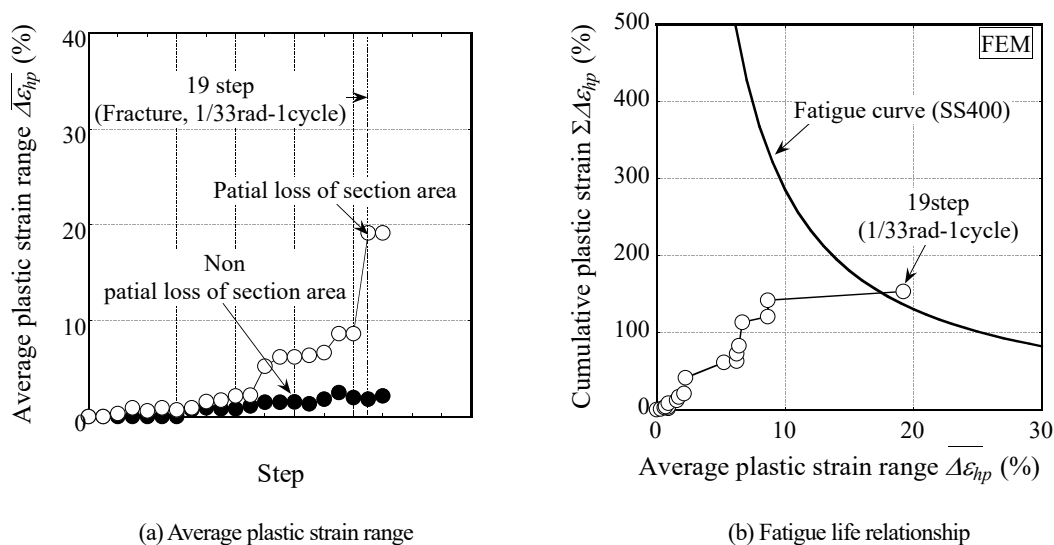 40
30
20
10
0
Average plastic strain range Δε̅hp (%)
19 step
(Fracture, 1/33rad-1cycle)
Patial loss of section area
Non
patial loss of section area
Step
(a) Average plastic strain range
500
400
300
200
100
0
Cumulative plastic strain ΣΔεhp (%)
FEM
Fatigue curve (SS400)
19step
(1/33rad-1cycle)
0 10 20 30
Average plastic strain range Δε̅hp (%)
(b) Fatigue life relationship